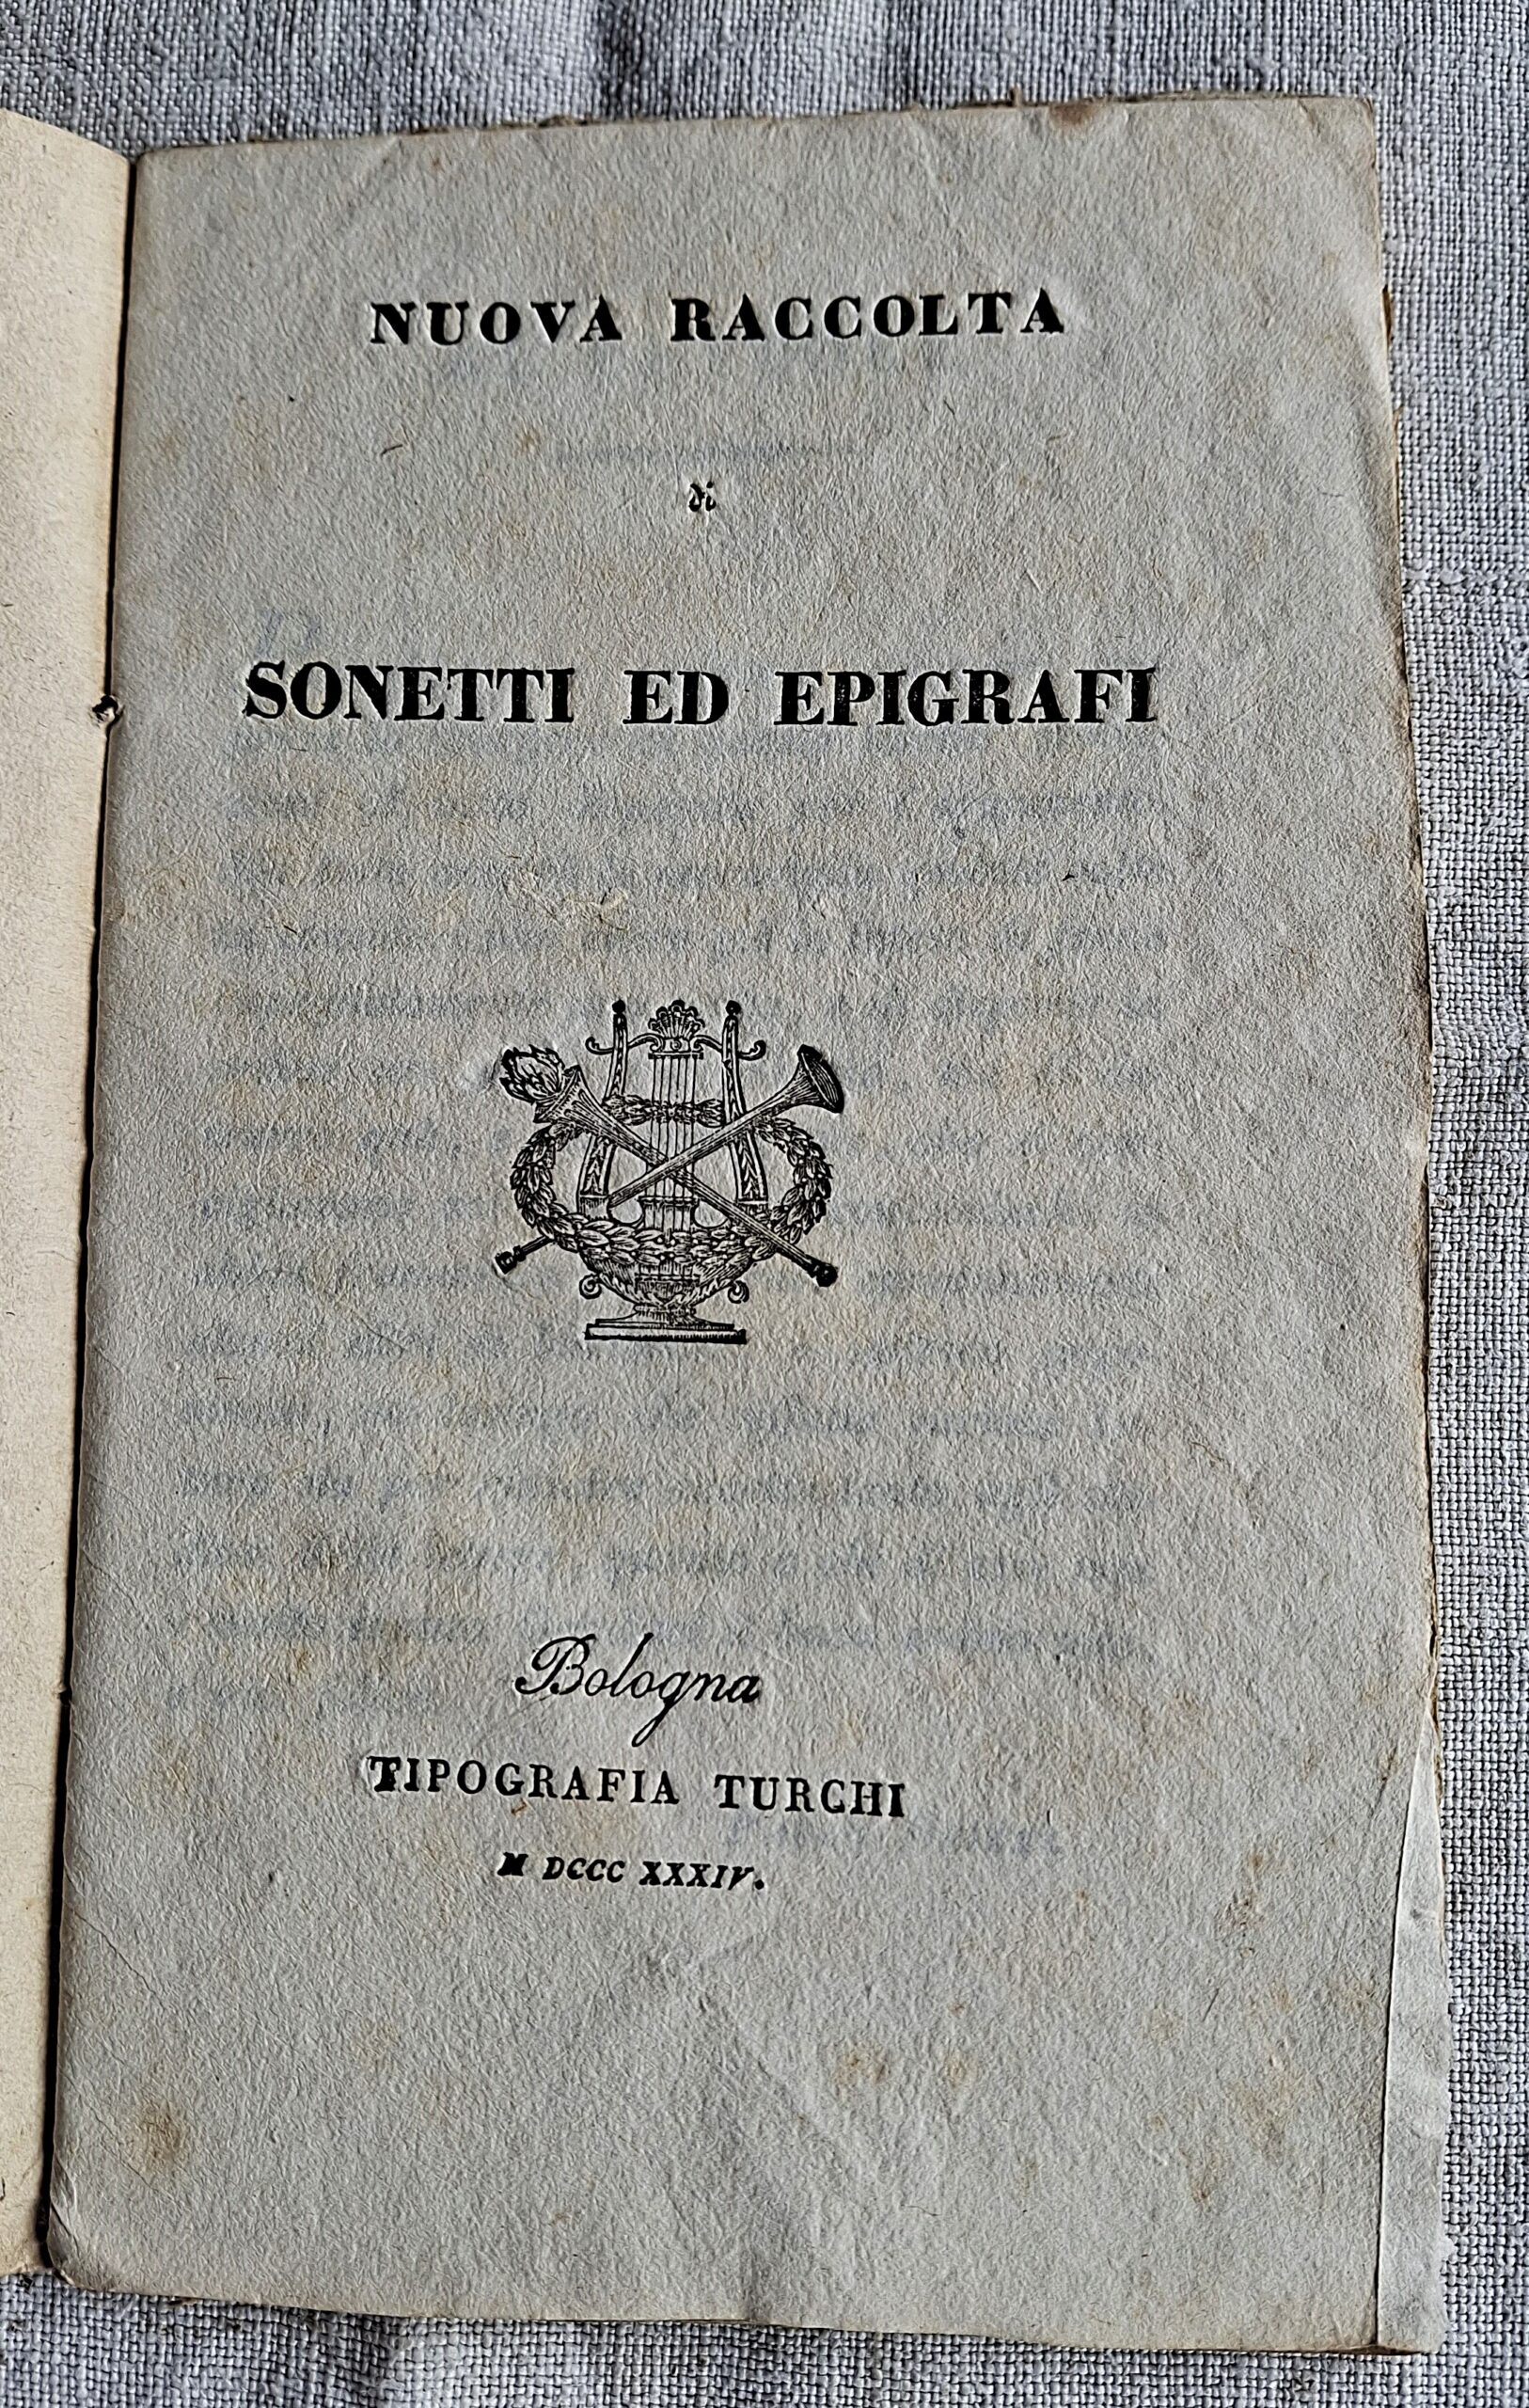 NUOVA RACCOLTA
di
SONETTI ED EPIGRAFI
Bologna
TIPOGRAFIA TURCHI
M DCCC XXXIV.